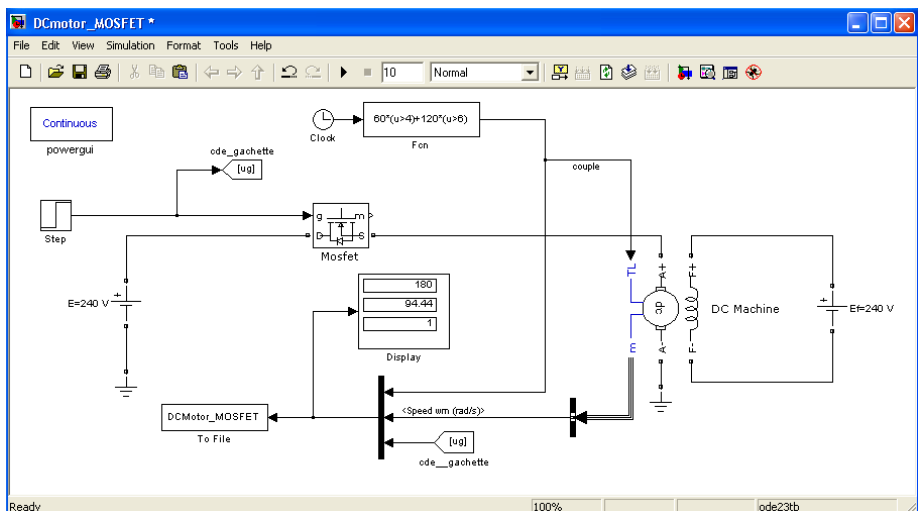 DCmotor_MOSFET *
File Edit View Simulation Format Tools Help
10 Normal
Continuous
powergui
cde_gachette
[ug]
Clock
60*(u>4)+120*(u>6)
Fcn
couple
Step
g m
D S
Mosfet
E=240 V
+
180
94.44
1
Display
TL
m
A+
A-
dc
F+
F-
DC Machine
+
Ef=240 V
DCMotor_MOSFET
To File
<Speed wm (rad/s)>
[ug]
cde__gachette
Ready 100% ode23tb